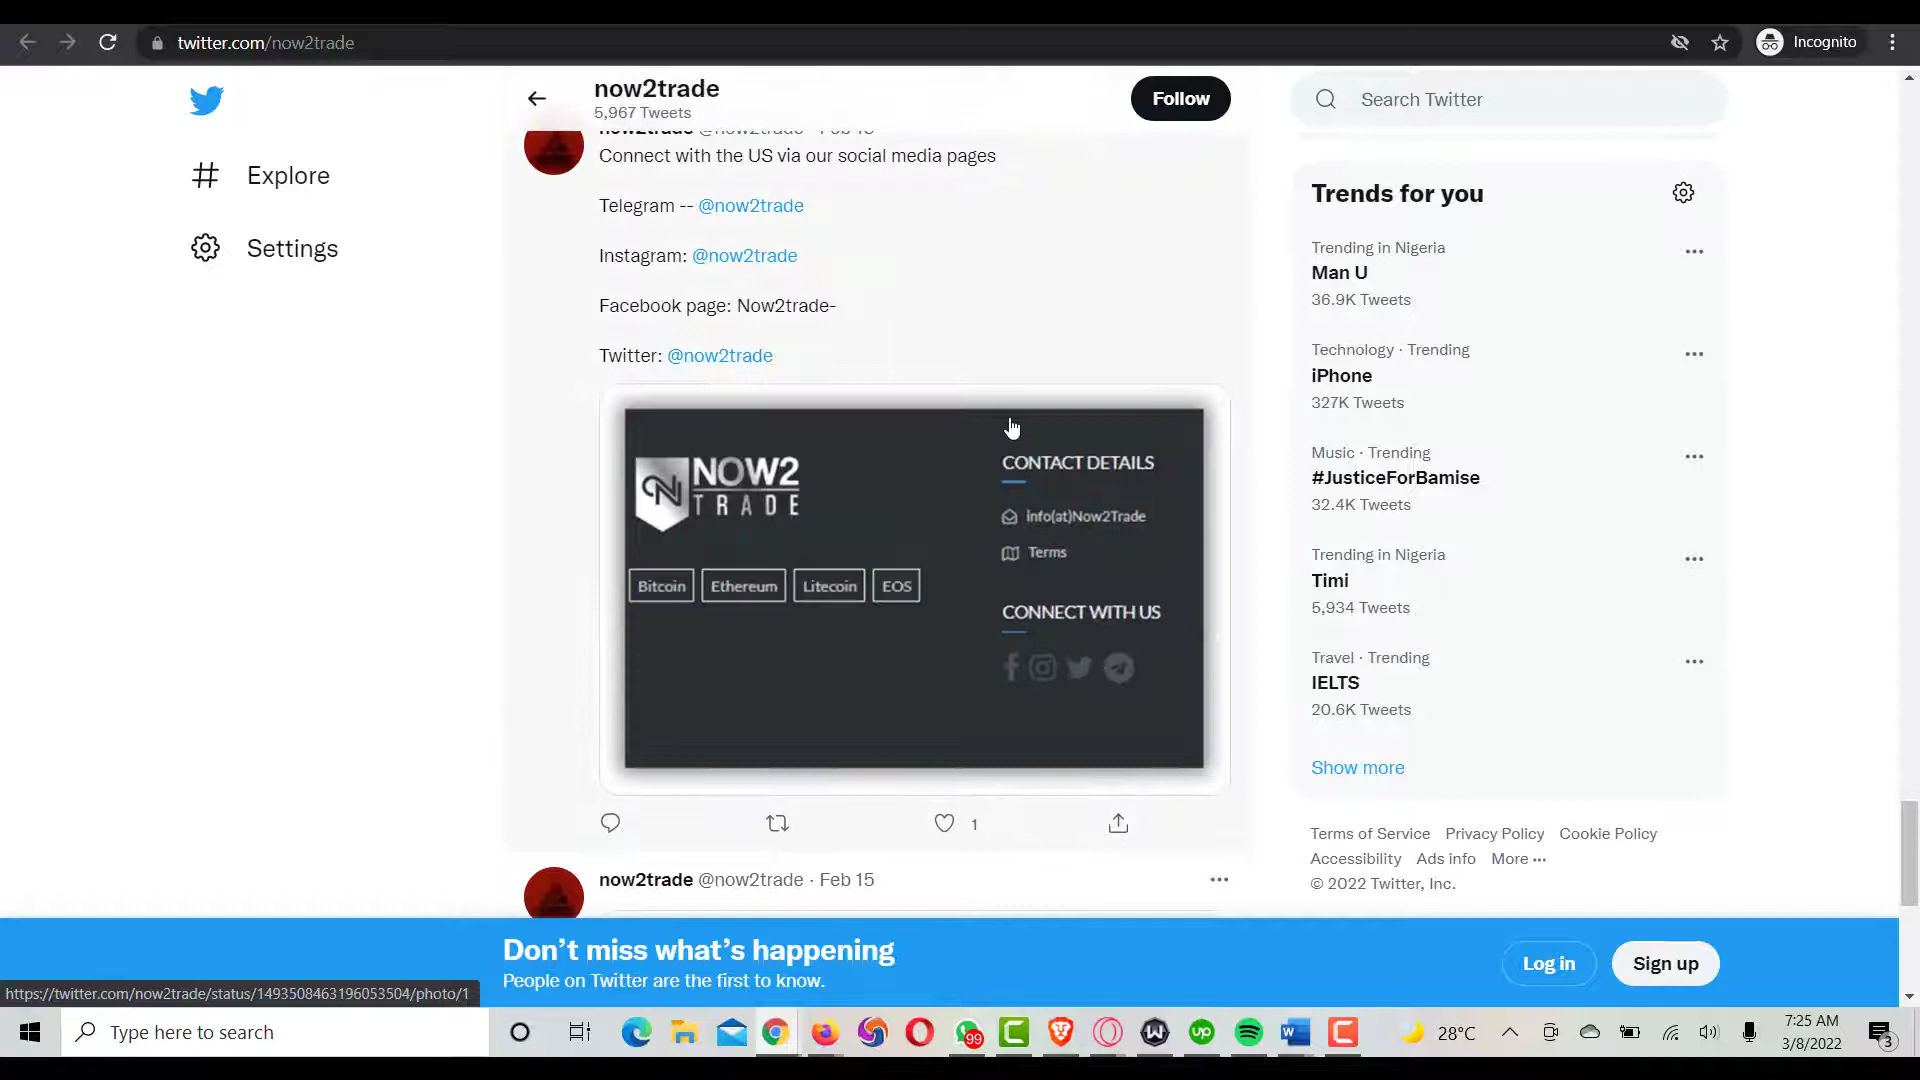 twitter.com/now2trade
Incognito
now2trade
5,967 Tweets
Follow
Search Twitter
Explore
Settings
now2trade @now2trade
Connect with the US via our social media pages
Telegram -- @now2trade
Instagram: @now2trade
Facebook page: Now2trade-
Twitter: @now2trade
NOW2
TRADE
Bitcoin Ethereum Litecoin EOS
CONTACT DETAILS
info(at)Now2Trade
Terms
CONNECT WITH US
1
now2trade @now2trade · Feb 15
Trends for you
Trending in Nigeria
Man U
36.9K Tweets
Technology · Trending
iPhone
327K Tweets
Music · Trending
#JusticeForBamise
32.4K Tweets
Trending in Nigeria
Timi
5,934 Tweets
Travel · Trending
IELTS
20.6K Tweets
Show more
Terms of Service Privacy Policy Cookie Policy
Accessibility Ads info More ···
© 2022 Twitter, Inc.
Don't miss what's happening
People on Twitter are the first to know.
Log in
Sign up
https://twitter.com/now2trade/status/1493508463196053504/photo/1
Type here to search
99
28°C
7:25 AM
3/8/2022
3